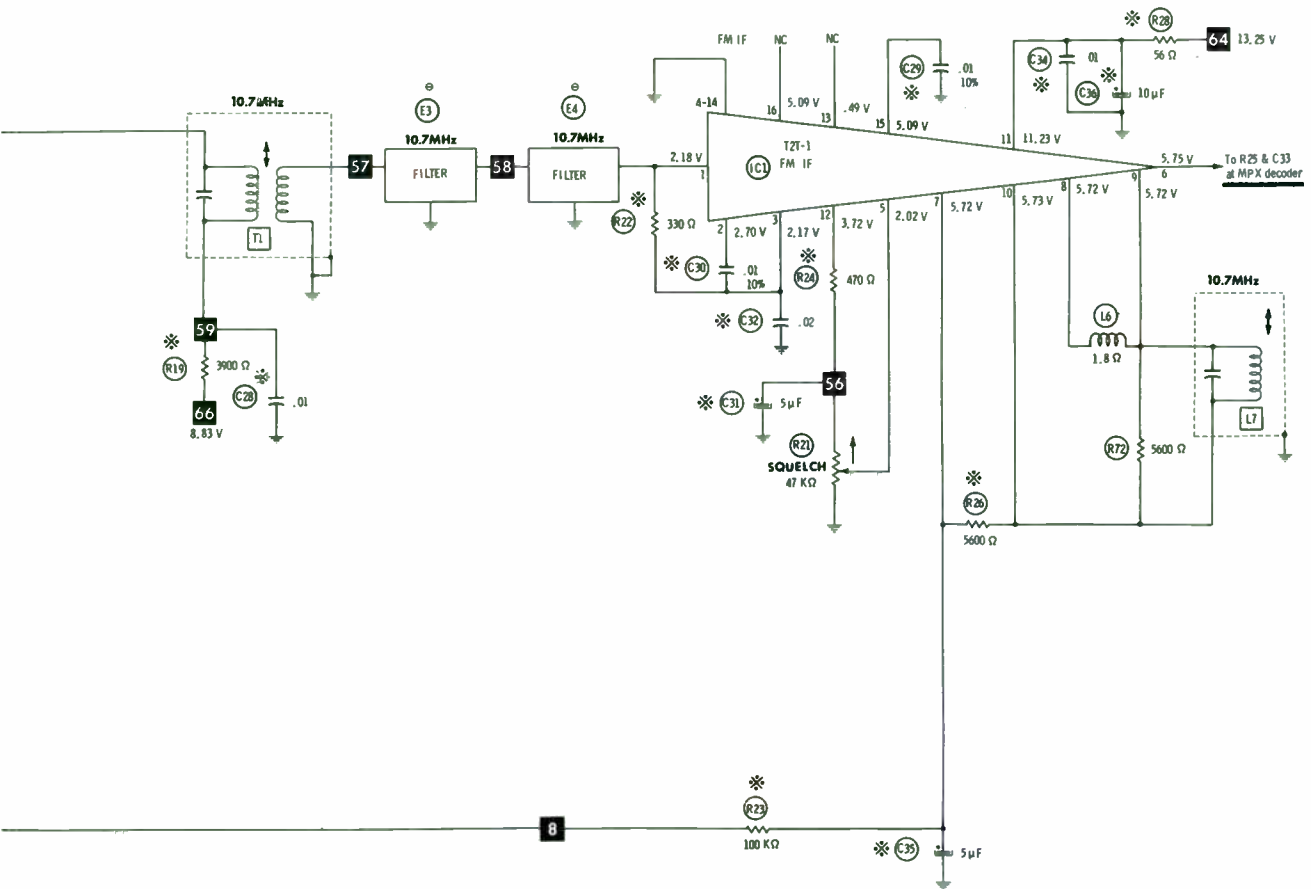 R28
64
13.25 V
56 Ω
FM IF
NC
NC
C29
.01
10%
C34
.01
C36
10 µF
10.7MHz
E3
E4
4-14
16
5.09 V
13
.49 V
15
5.09 V
11
11.23 V
10.7MHz
FILTER
10.7MHz
FILTER
57
58
2.18 V
1
IC1
T2T-1
FM IF
5.75 V
6
To R25 & C33
at MPX decoder
T1
R22
330 Ω
2
2.70 V
3
2.17 V
12
3.72 V
5
2.02 V
7
5.72 V
10
5.73 V
8
5.72 V
9
5.72 V
C30
.01
10%
R24
470 Ω
C32
.02
10.7MHz
L6
1.8 Ω
59
R19
3900 Ω
C28
.01
66
8.83 V
56
C31
5 µF
R21
SQUELCH
47 KΩ
L7
R72
5600 Ω
R26
5600 Ω
8
R23
100 KΩ
C35
5 µF